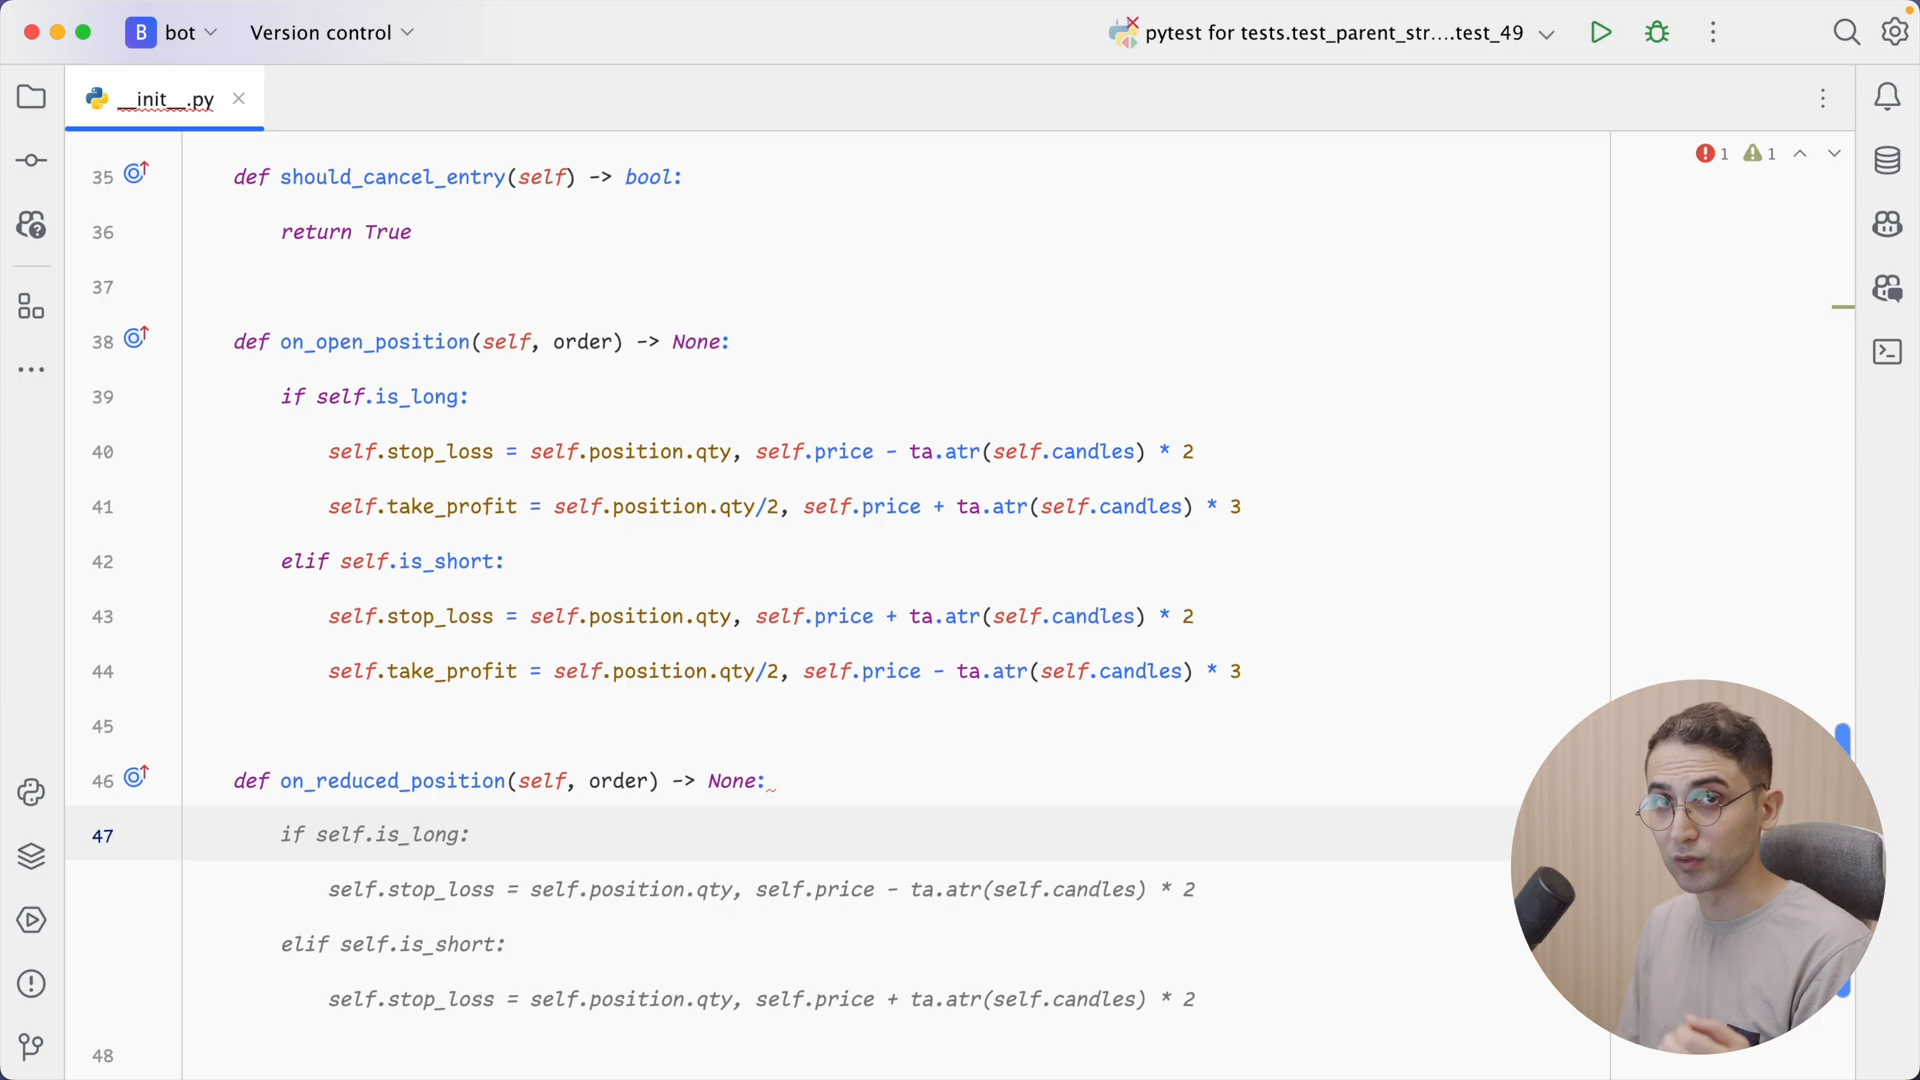 B bot Version control pytest for tests.test_parent_str....test_49
__init__.py
1 1
35 def should_cancel_entry(self) -> bool:
36 return True
37
38 def on_open_position(self, order) -> None:
39 if self.is_long:
40 self.stop_loss = self.position.qty, self.price - ta.atr(self.candles) * 2
41 self.take_profit = self.position.qty/2, self.price + ta.atr(self.candles) * 3
42 elif self.is_short:
43 self.stop_loss = self.position.qty, self.price + ta.atr(self.candles) * 2
44 self.take_profit = self.position.qty/2, self.price - ta.atr(self.candles) * 3
45
46 def on_reduced_position(self, order) -> None:
47 if self.is_long:
self.stop_loss = self.position.qty, self.price - ta.atr(self.candles) * 2
elif self.is_short:
self.stop_loss = self.position.qty, self.price + ta.atr(self.candles) * 2
48